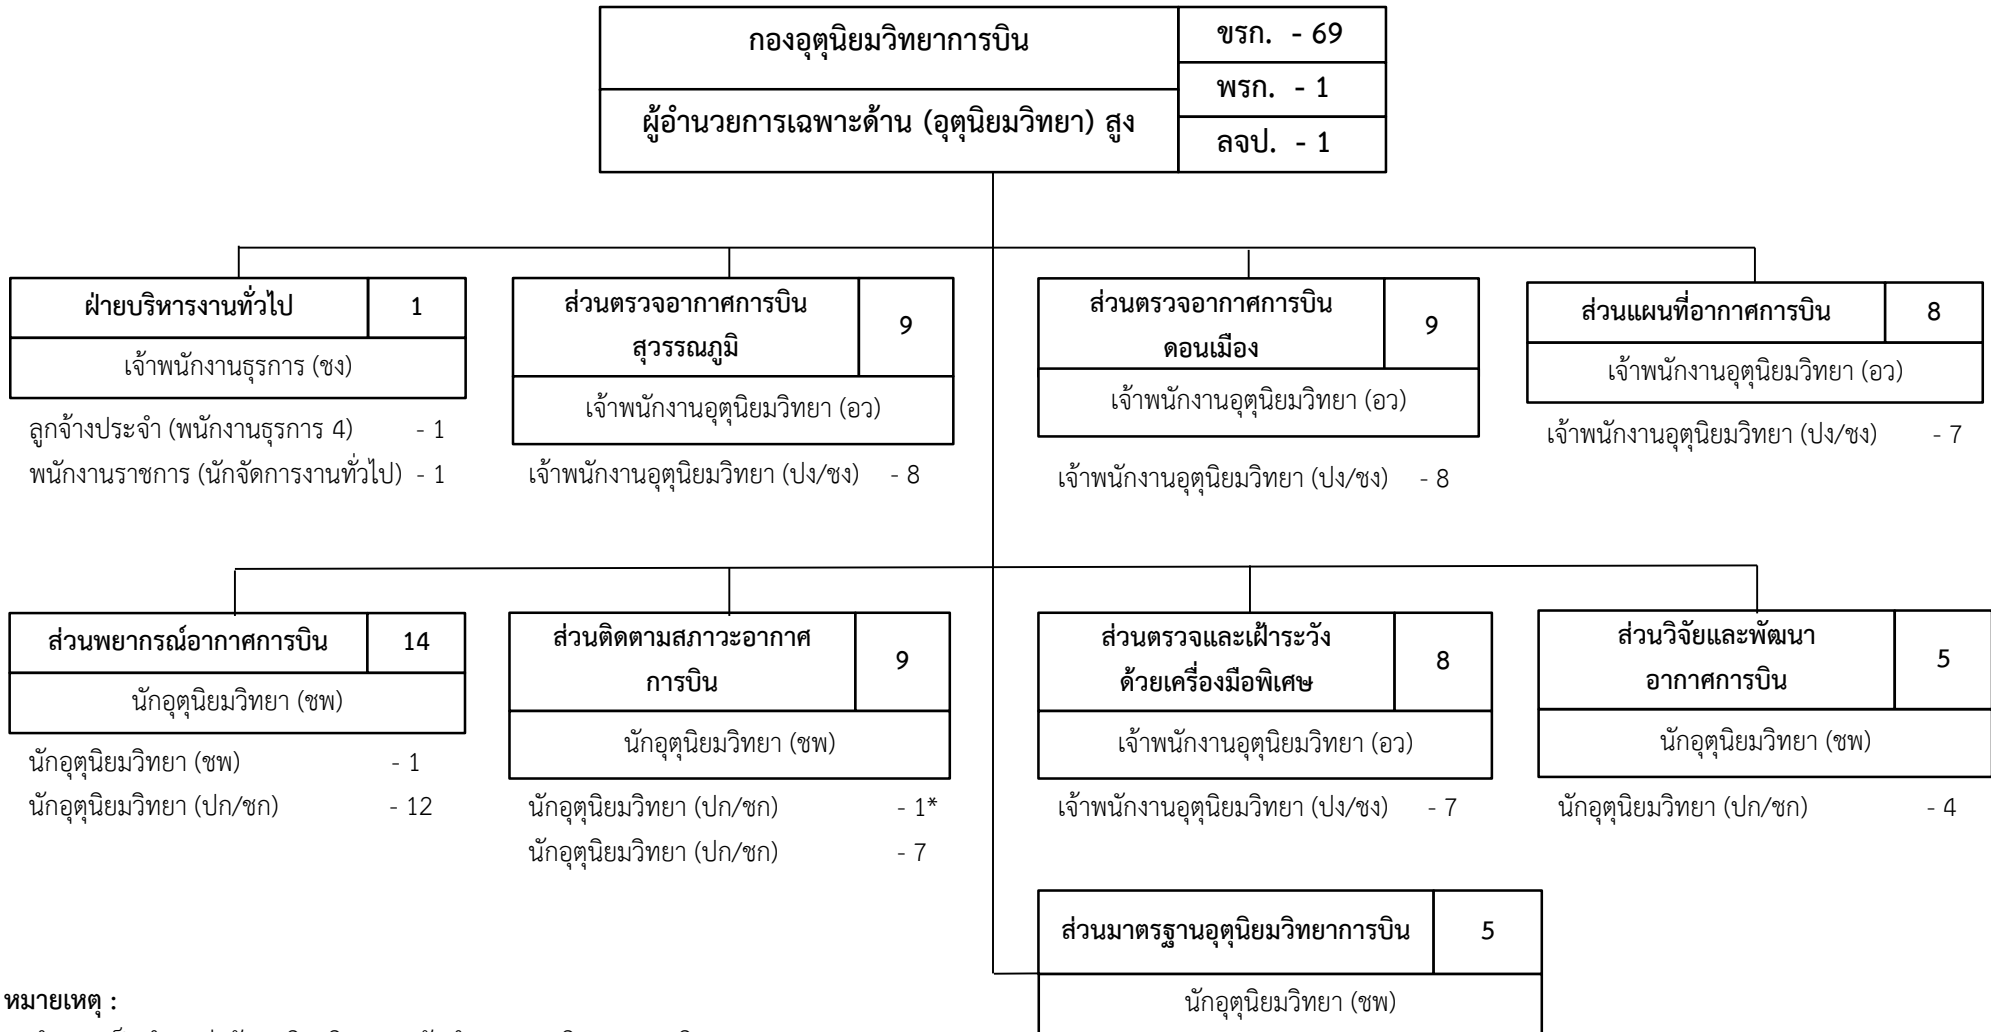 กองอุตุนิยมวิทยาการบิน
ขรก. - 69
พรก. - 1
ผู้อำนวยการเฉพาะด้าน (อุตุนิยมวิทยา) สูง
ลจป. - 1
ฝ่ายบริหารงานทั่วไป 1
เจ้าพนักงานธุรการ (ชง)
ลูกจ้างประจำ (พนักงานธุรการ 4) - 1
พนักงานราชการ (นักจัดการงานทั่วไป) - 1
ส่วนตรวจอากาศการบิน
สุวรรณภูมิ
9
เจ้าพนักงานอุตุนิยมวิทยา (อว)
เจ้าพนักงานอุตุนิยมวิทยา (ปง/ชง) - 8
ส่วนตรวจอากาศการบิน
ดอนเมือง
9
เจ้าพนักงานอุตุนิยมวิทยา (อว)
เจ้าพนักงานอุตุนิยมวิทยา (ปง/ชง) - 8
ส่วนแผนที่อากาศการบิน 8
เจ้าพนักงานอุตุนิยมวิทยา (อว)
เจ้าพนักงานอุตุนิยมวิทยา (ปง/ชง) - 7
ส่วนพยากรณ์อากาศการบิน 14
นักอุตุนิยมวิทยา (ชพ)
นักอุตุนิยมวิทยา (ชพ) - 1
นักอุตุนิยมวิทยา (ปก/ชก) - 12
ส่วนติดตามสภาวะอากาศ
การบิน
9
นักอุตุนิยมวิทยา (ชพ)
นักอุตุนิยมวิทยา (ปก/ชก) - 1*
นักอุตุนิยมวิทยา (ปก/ชก) - 7
ส่วนตรวจและเฝ้าระวัง
ด้วยเครื่องมือพิเศษ
8
เจ้าพนักงานอุตุนิยมวิทยา (อว)
เจ้าพนักงานอุตุนิยมวิทยา (ปง/ชง) - 7
ส่วนวิจัยและพัฒนา
อากาศการบิน
5
นักอุตุนิยมวิทยา (ชพ)
นักอุตุนิยมวิทยา (ปก/ชก) - 4
ส่วนมาตรฐานอุตุนิยมวิทยาการบิน 5
นักอุตุนิยมวิทยา (ชพ)
หมายเหตุ :